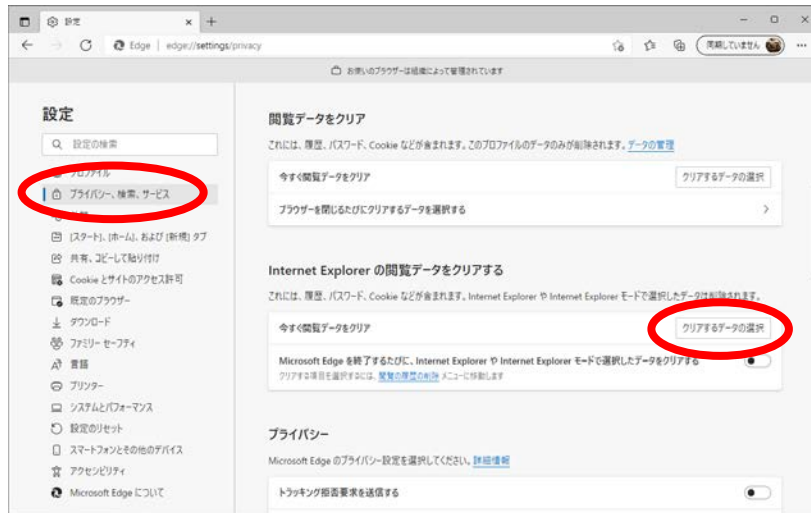 設定
Edge | edge://settings/privacy
同期していません
お使いのブラウザーは組織によって管理されています
設定
設定の検索
プロファイル
プライバシー、検索、サービス
[スタート]、[ホーム]、および [新規] タブ
共有、コピーして貼り付け
Cookie とサイトのアクセス許可
既定のブラウザー
ダウンロード
ファミリー セーフティ
言語
プリンター
システムとパフォーマンス
設定のリセット
スマートフォンとその他のデバイス
アクセシビリティ
Microsoft Edge について
閲覧データをクリア
これには、履歴、パスワード、Cookie などが含まれます。このプロファイルのデータのみが削除されます。データの管理
今すぐ閲覧データをクリア
クリアするデータの選択
ブラウザーを閉じるたびにクリアするデータを選択する
Internet Explorer の閲覧データをクリアする
これには、履歴、パスワード、Cookie などが含まれます。Internet Explorer や Internet Explorer モードで選択したデータは削除されます。
今すぐ閲覧データをクリア
クリアするデータの選択
Microsoft Edge を終了するたびに、Internet Explorer や Internet Explorer モードで選択したデータをクリアする
クリアする項目を選択するには、閲覧の履歴の削除 メニューに移動します
プライバシー
Microsoft Edge のプライバシー設定を選択してください。詳細情報
トラッキング拒否要求を送信する